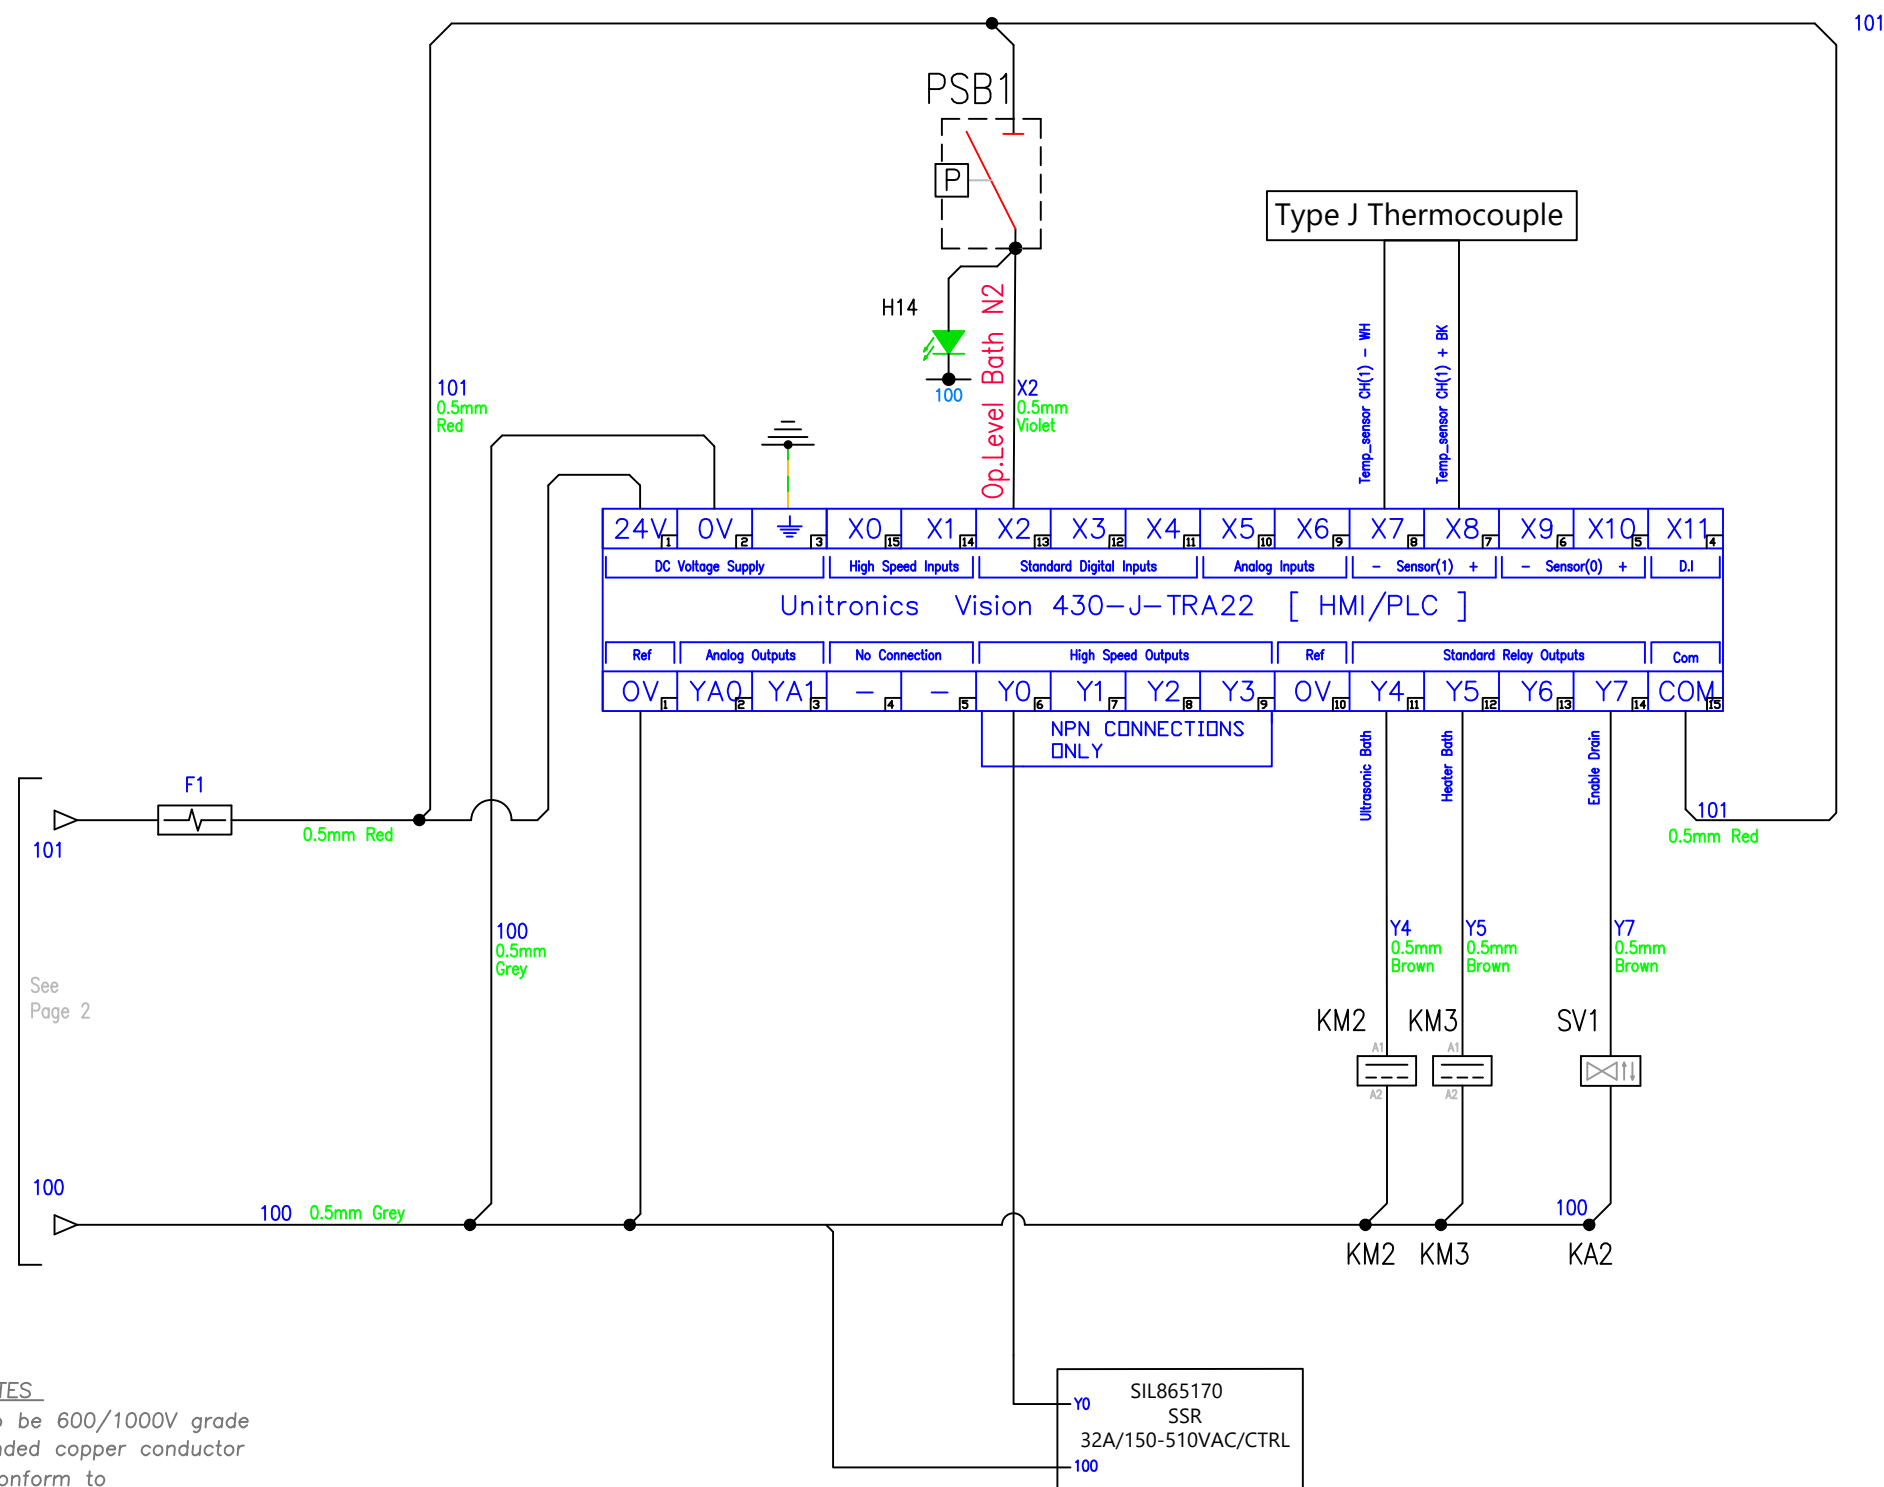 101
PSB1
P
Type J Thermocouple
H14
100
Op.Level Bath N2
X2
0.5mm
Violet
Temp_sensor CH(1) - WH
Temp_sensor CH(1) + BK
101
0.5mm
Red
24V 1 0V 2 3 X0 15 X1 14 X2 13 X3 12 X4 11 X5 10 X6 9 X7 8 X8 7 X9 6 X10 5 X11 4
DC Voltage Supply High Speed Inputs Standard Digital Inputs Analog Inputs - Sensor(1) + - Sensor(0) + D.I
Unitronics Vision 430-J-TRA22 [ HMI/PLC ]
Ref Analog Outputs No Connection High Speed Outputs Ref Standard Relay Outputs Com
0V 1 YA0 2 YA1 3 - 4 - 5 Y0 6 Y1 7 Y2 8 Y3 9 0V 10 Y4 11 Y5 12 Y6 13 Y7 14 COM 15
NPN CONNECTIONS
ONLY
Ultrasonic Bath
Heater Bath
Enable Drain
F1
0.5mm Red
101
101
0.5mm Red
100
0.5mm
Grey
Y4
0.5mm
Brown
Y5
0.5mm
Brown
Y7
0.5mm
Brown
See
Page 2
KM2
KM3
SV1
A1
A1
A2
A2
100
100 0.5mm Grey
100
KM2
KM3
KA2
TES
be 600/1000V grade
nded copper conductor
onform to
Y0
SIL865170
SSR
32A/150-510VAC/CTRL
100